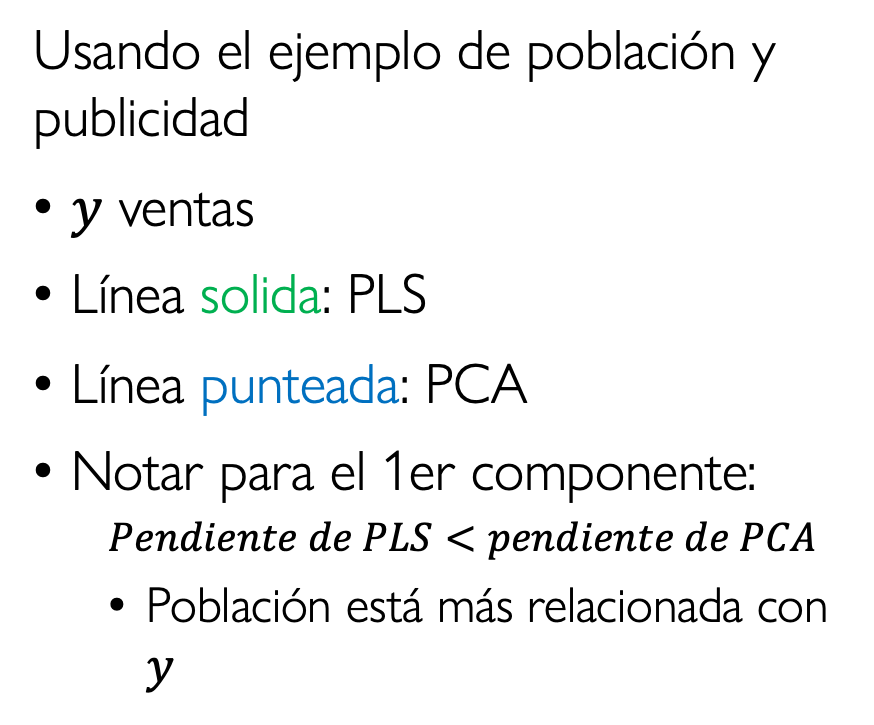 Usando el ejemplo de población y
publicidad
• y ventas
• Línea solida: PLS
• Línea punteada: PCA
• Notar para el 1er componente:
Pendiente de PLS < pendiente de PCA
• Población está más relacionada con
y